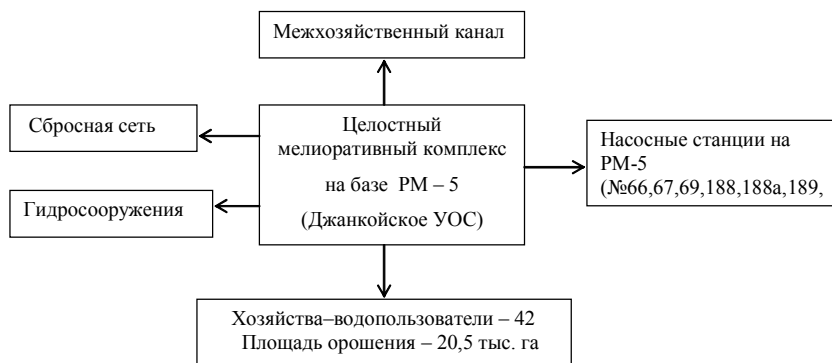 Межхозяйственный канал
Сбросная сеть
Гидросооружения
Целостный
мелиоративный комплекс
на базе РМ – 5
(Джанкойское УОС)
Насосные станции на
РМ-5
(№66,67,69,188,188а,189,
Хозяйства–водопользователи – 42
Площадь орошения – 20,5 тыс. га